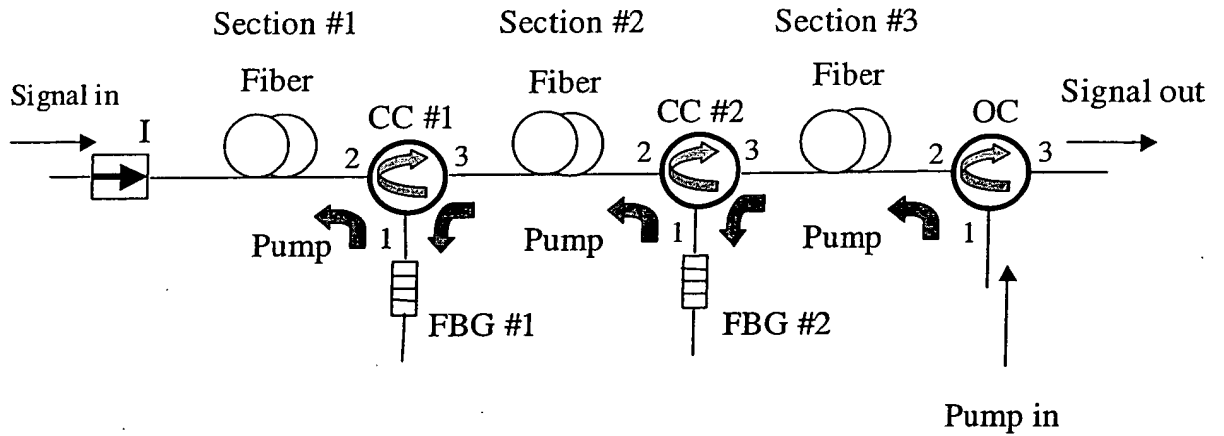 Section #1
Section #2
Section #3
Fiber
Fiber
Fiber
Signal in
Signal out
I
CC #1
CC #2
OC
2
3
2
3
2
3
1
1
1
Pump
Pump
Pump
FBG #1
FBG #2
Pump in